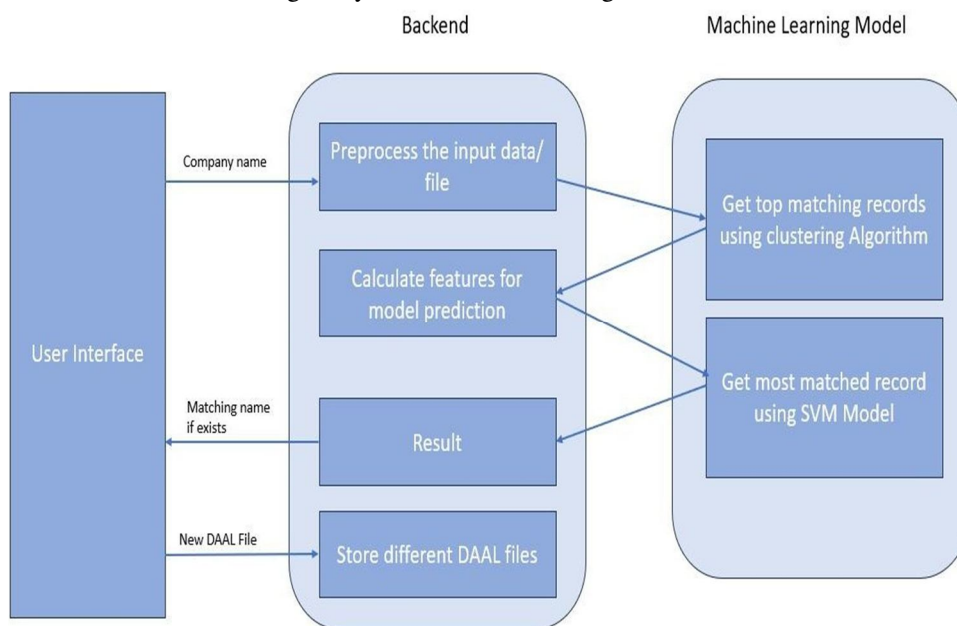 Backend
Machine Learning Model
Company name
Preprocess the input data/
file
Get top matching records
using clustering Algorithm
Calculate features for
model prediction
User Interface
Get most matched record
using SVM Model
Matching name
if exists
Result
New DAAL File
Store different DAAL files